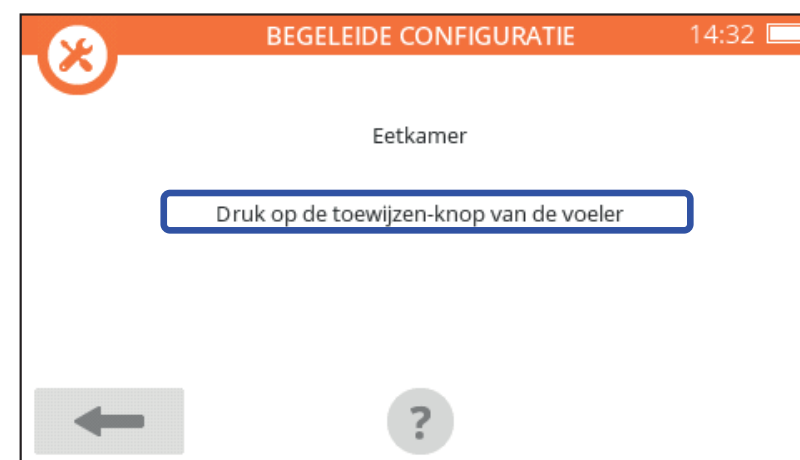 BEGELEIDE CONFIGURATIE 14:32
Eetkamer
Druk op de toewijzen-knop van de voeler
?